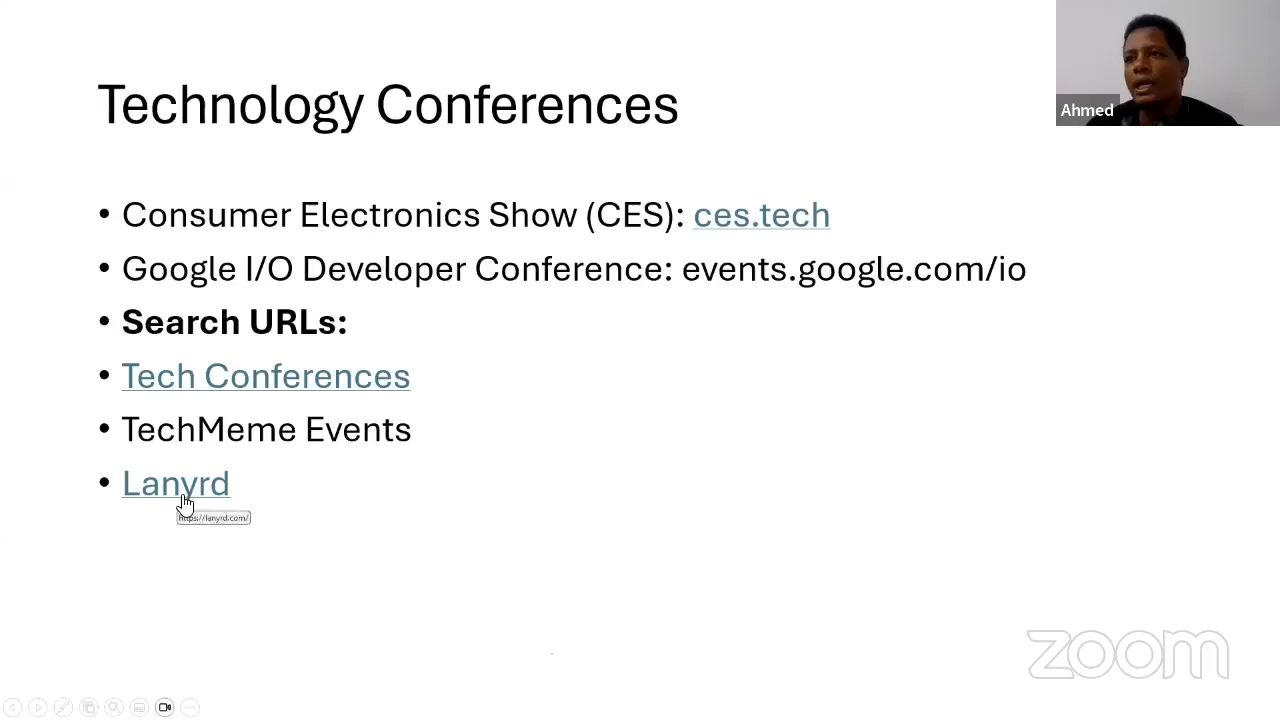 Technology Conferences
Ahmed
• Consumer Electronics Show (CES): ces.tech
• Google I/O Developer Conference: events.google.com/io
• Search URLs:
• Tech Conferences
• TechMeme Events
• Lanyrd
https://lanyrd.com/
zoom